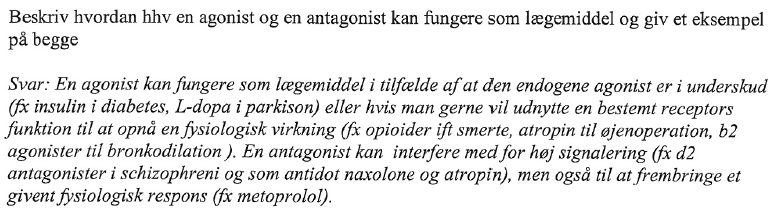 Beskriv hvordan hhv en agonist og en antagonist kan fungere som lægemiddel og giv et eksempel
på begge
Svar: En agonist kan fungere som lægemiddel i tilfælde af at den endogene agonist er i underskud
(fx insulin i diabetes, L-dopa i parkison) eller hvis man gerne vil udnytte en bestemt receptors
funktion til at opnå en fysiologisk virkning (fx opioider ift smerte, atropin til øjenoperation, b2
agonister til bronkodilation ). En antagonist kan interfere med for høj signalering (fx d2
antagonister i schizophreni og som antidot naxolone og atropin), men også til at frembringe et
givent fysiologisk respons (fx metoprolol).